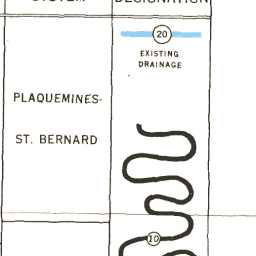 SYSTEM
DESIGNATION
20
EXISTING
DRAINAGE
PLAQUEMINES-
ST. BERNARD
10